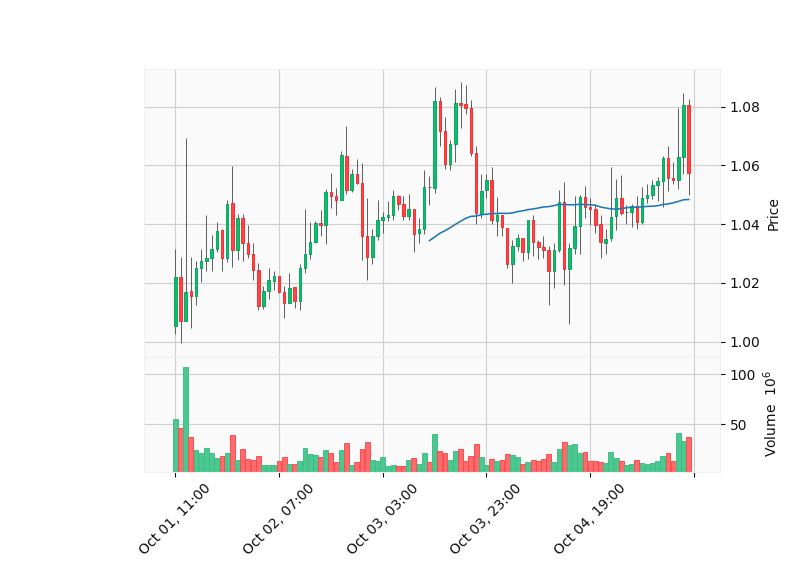 1.08
1.06
1.04
1.02
1.00
Price
100
50
Volume 10^6
Oct 01, 11:00
Oct 02, 07:00
Oct 03, 03:00
Oct 03, 23:00
Oct 04, 19:00